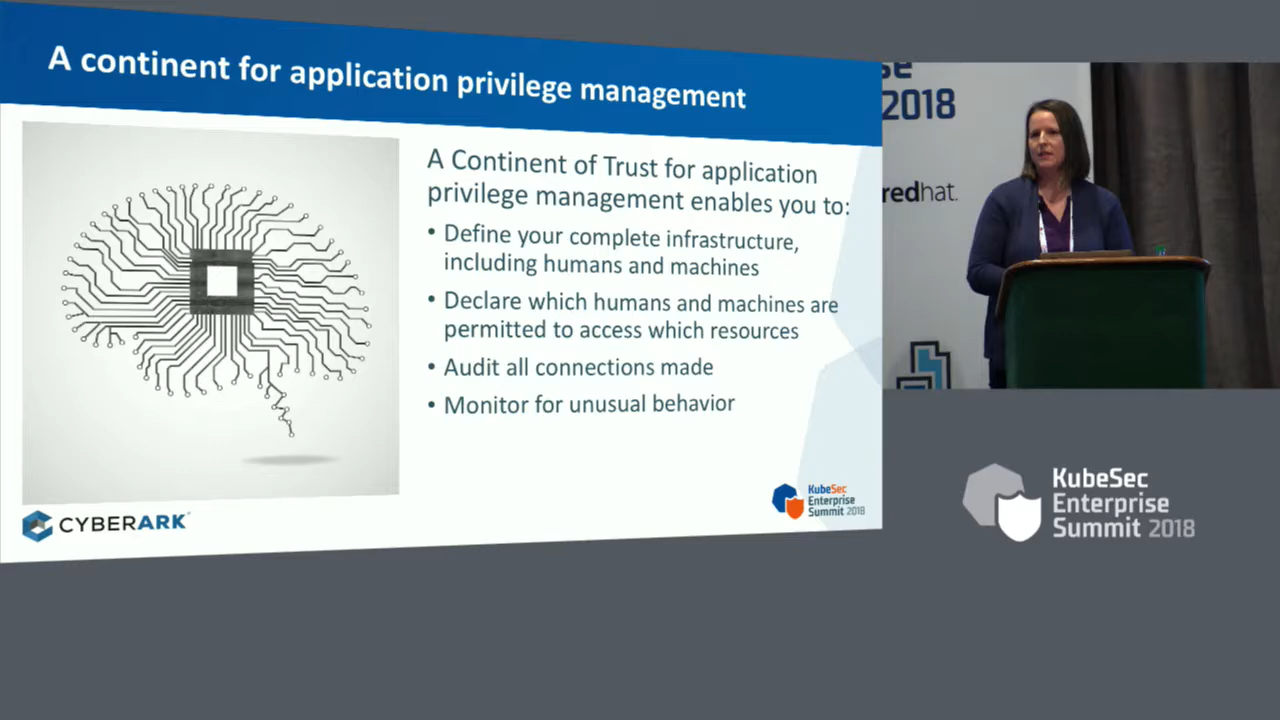 A continent for application privilege management
A Continent of Trust for application
privilege management enables you to:
• Define your complete infrastructure,
including humans and machines
• Declare which humans and machines are
permitted to access which resources
• Audit all connections made
• Monitor for unusual behavior
CYBERARK
KubeSec
Enterprise
Summit 2018
2018
redhat.
KubeSec
Enterprise
Summit 2018